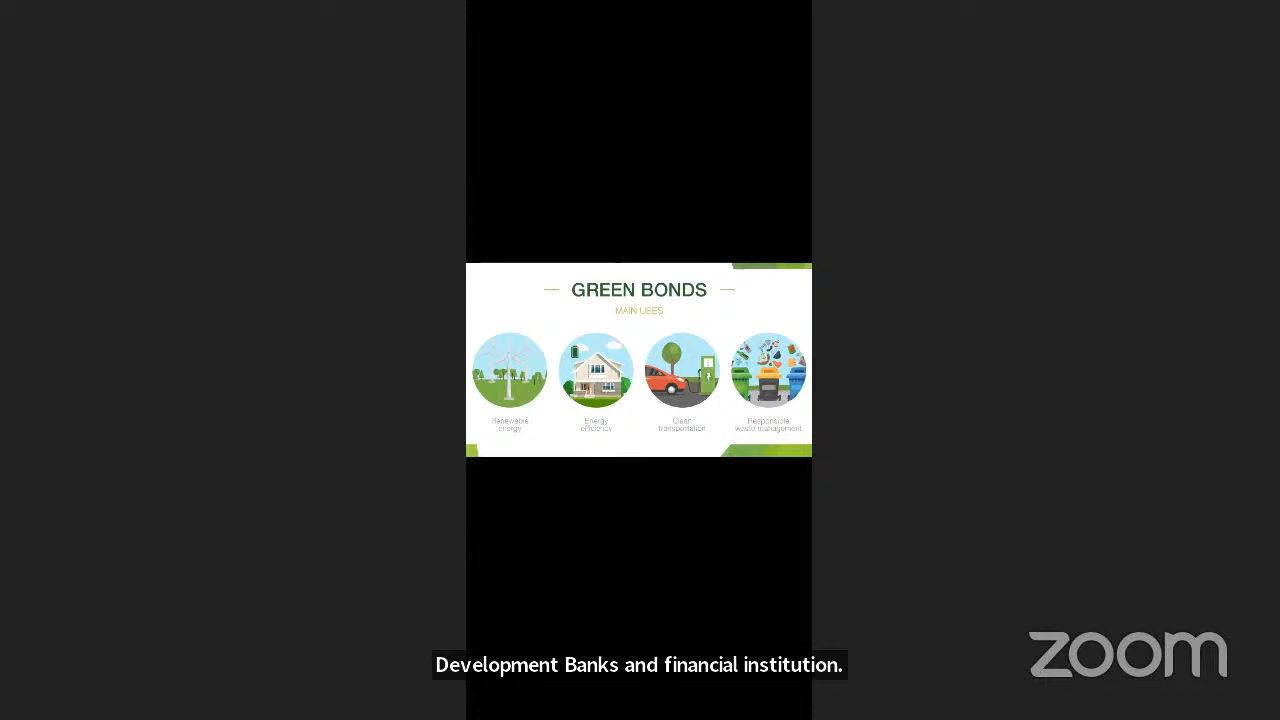 GREEN BONDS
MAIN USES
Renewable
energy
Energy
efficiency
Clean
transportation
Responsible
waste management
Development Banks and financial institution.
zoom